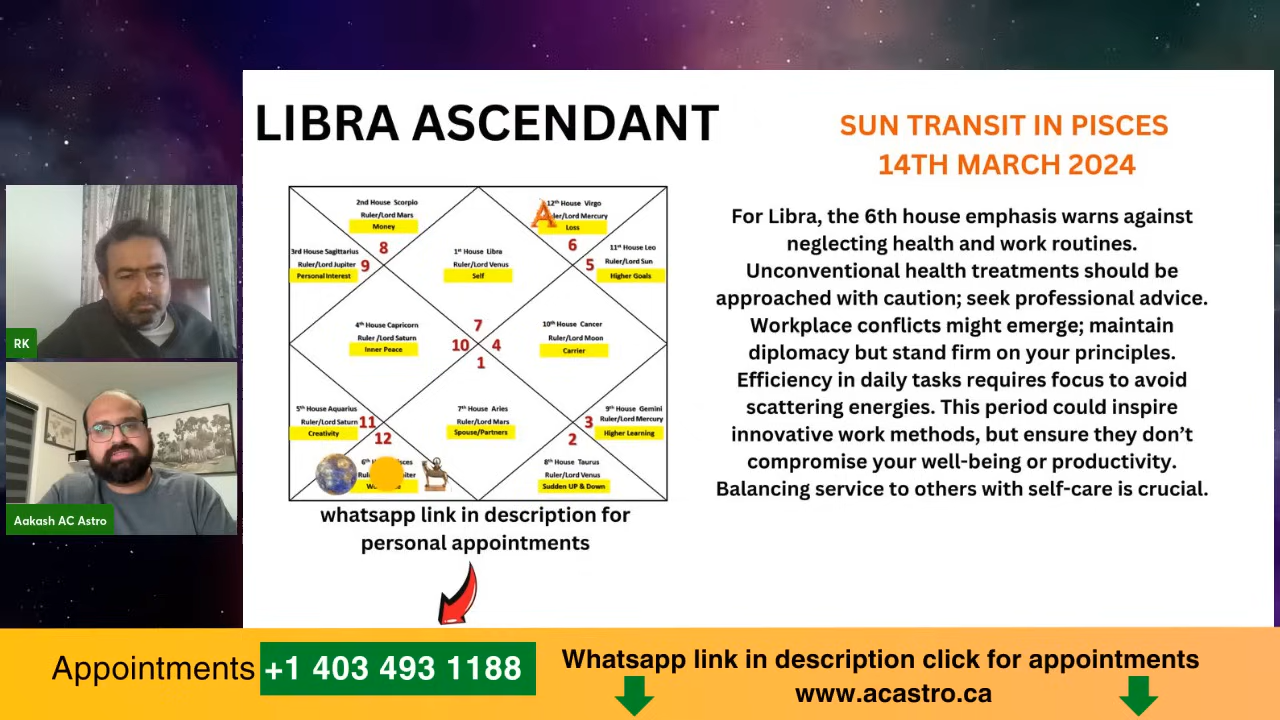 LIBRA ASCENDANT
SUN TRANSIT IN PISCES
14TH MARCH 2024
For Libra, the 6th house emphasis warns against
neglecting health and work routines.
Unconventional health treatments should be
approached with caution; seek professional advice.
Workplace conflicts might emerge; maintain
diplomacy but stand firm on your principles.
Efficiency in daily tasks requires focus to avoid
scattering energies. This period could inspire
innovative work methods, but ensure they don't
compromise your well-being or productivity.
Balancing service to others with self-care is crucial.
2nd House Scorpio
Ruler/Lord Mars
Money
8
12th House Virgo
Mercury
Loss
6
3rd House Sagittarius
Ruler/Lord Jupiter
Personal Interest
9
1st House Libra
Ruler/Lord Venus
Self
11th House Leo
Ruler/Lord Sun
Higher Goals
5
4th House Capricorn
Ruler /Lord Saturn
Inner Peace
7
10 4
1
10th House Cancer
Ruler/Lord Moon
Carrier
5th House Aquarius
Ruler/Lord Saturn
Creativity
11
12
7th House Aries
Ruler/Lord Mars
Spouse/Partners
9th House Gemini
Ruler/Lord Mercury
Higher Learning
3
2
6th
8th House Taurus
Ruler/Lord Venus
Sudden UP & Down
whatsapp link in description for
personal appointments
RK
Aakash AC Astro
Appointments +1 403 493 1188
Whatsapp link in description click for appointments
www.acastro.ca